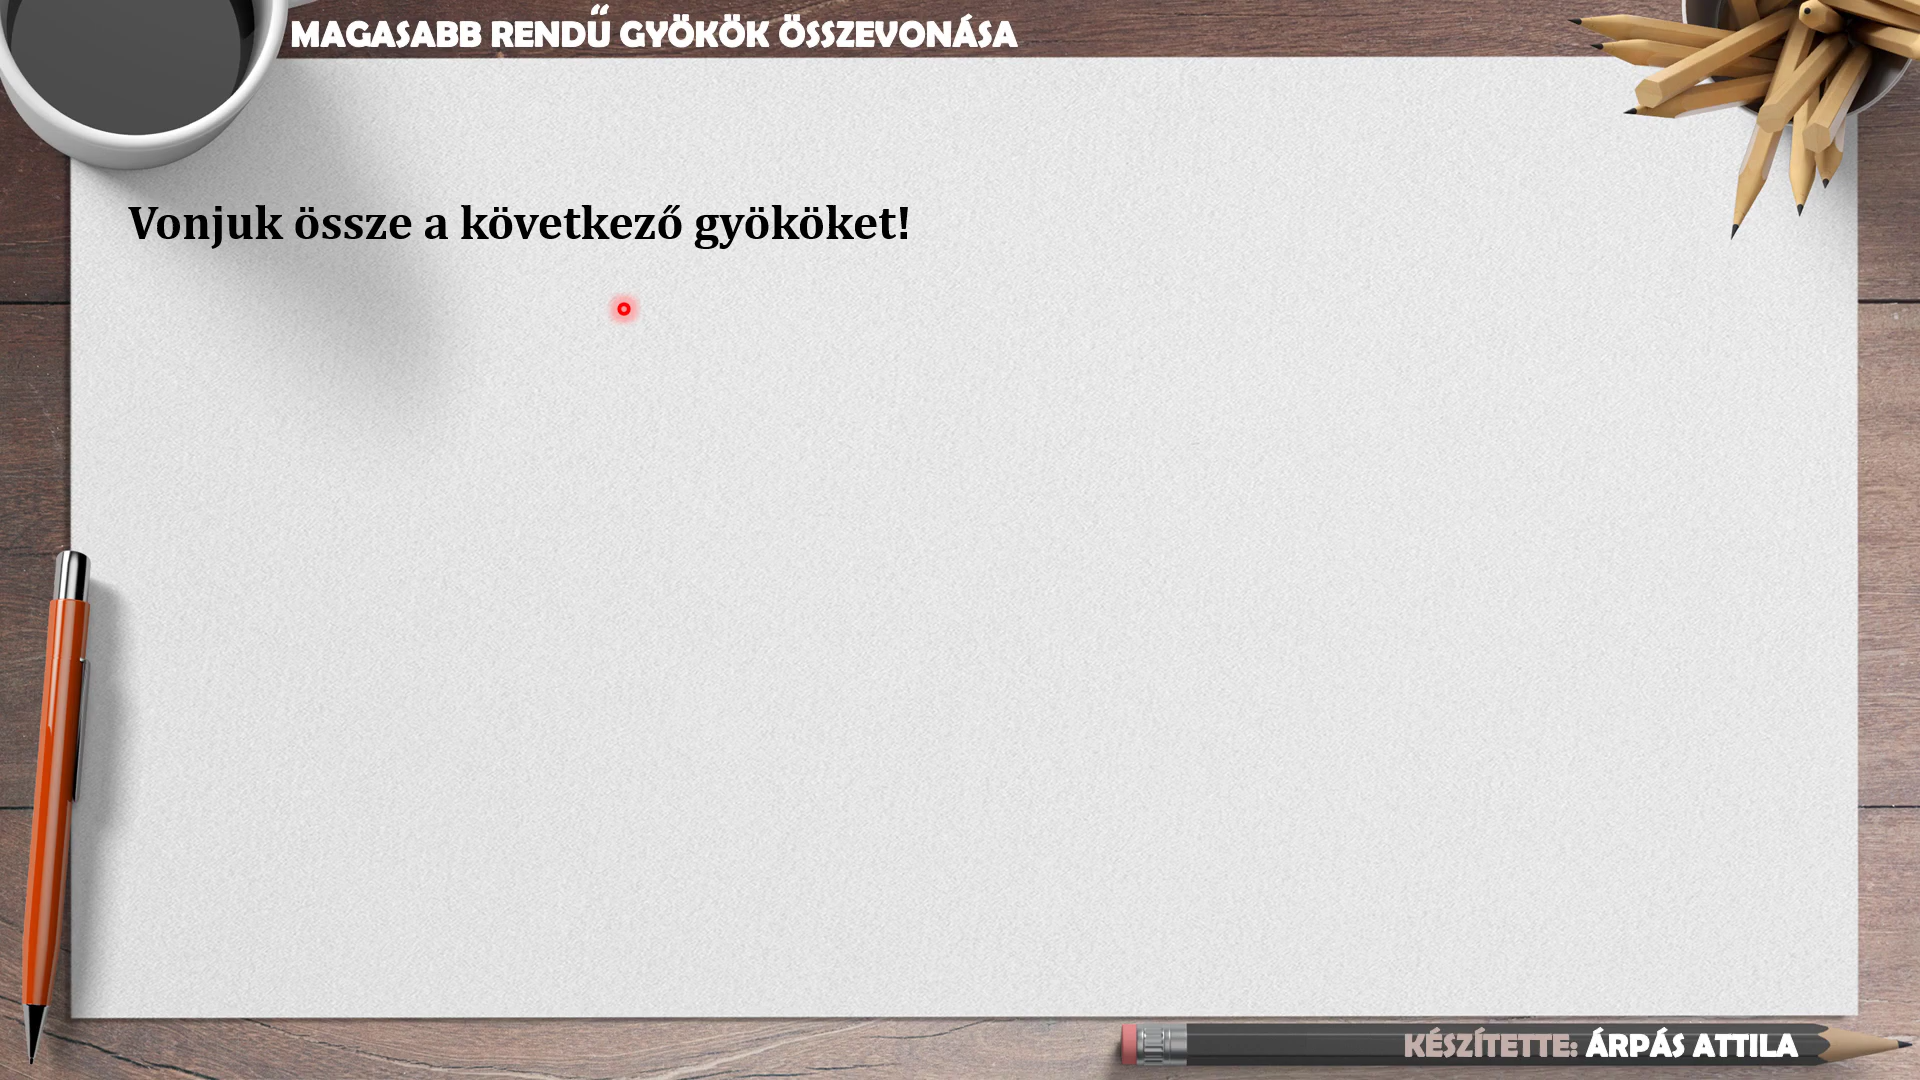 MAGASABB RENDŰ GYÖKÖK ÖSSZEVONÁSA
Vonjuk össze a következő gyököket!
KÉSZÍTETTE: ÁRPÁS ATTILA